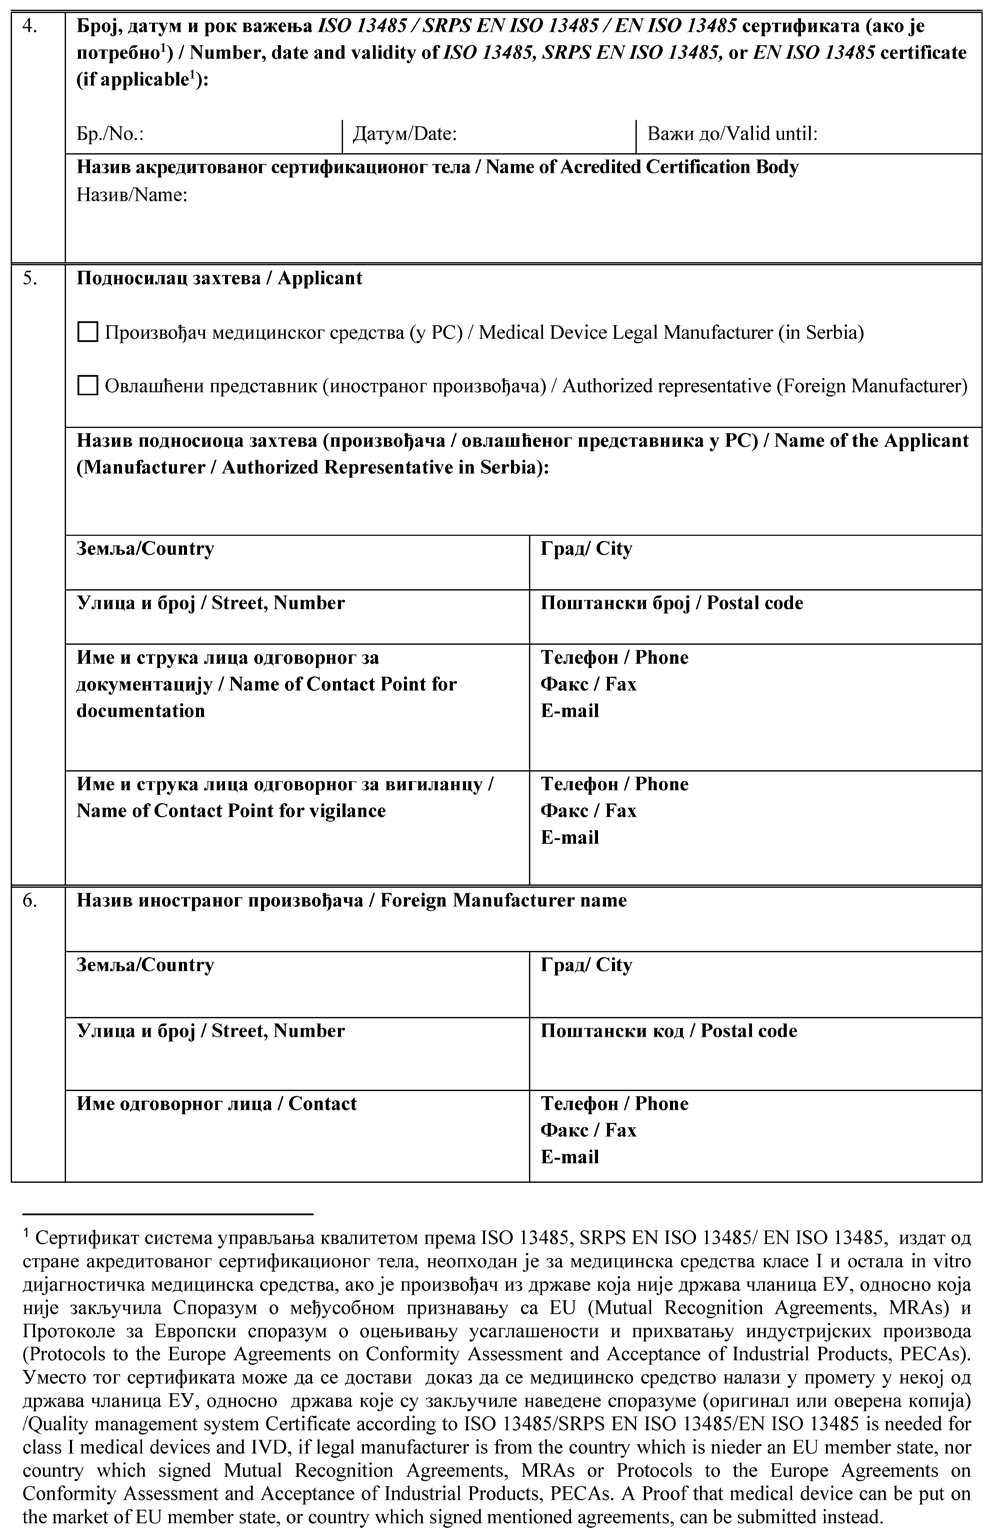 4.
Број, датум и рок важења ISO 13485 / SRPS EN ISO 13485 / EN ISO 13485 сертификата (ако је
потребно¹) / Number, date and validity of ISO 13485, SRPS EN ISO 13485, or EN ISO 13485 certificate
(if applicable¹):
Бр./No.:
Датум/Date:
Важи до/Valid until:
Назив акредитованог сертификационог тела / Name of Acredited Certification Body
Назив/Name:
5.
Подносилац захтева / Applicant
Произвођач медицинског средства (у РС) / Medical Device Legal Manufacturer (in Serbia)
Овлашћени представник (иностраног произвођача) / Authorized representative (Foreign Manufacturer)
Назив подносиоца захтева (произвођача / овлашћеног представника у РС) / Name of the Applicant
(Manufacturer / Authorized Representative in Serbia):
Земља/Country
Град/ City
Улица и број / Street, Number
Поштански број / Postal code
Име и струка лица одговорног за
документацију / Name of Contact Point for
documentation
Телефон / Phone
Факс / Fax
E-mail
Име и струка лица одговорног за вигиланцу /
Name of Contact Point for vigilance
Телефон / Phone
Факс / Fax
E-mail
6.
Назив иностраног произвођача / Foreign Manufacturer name
Земља/Country
Град/ City
Улица и број / Street, Number
Поштански код / Postal code
Име одговорног лица / Contact
Телефон / Phone
Факс / Fax
E-mail
¹ Сертификат система управљања квалитетом према ISO 13485, SRPS EN ISO 13485/ EN ISO 13485, издат од
стране акредитованог сертификационог тела, неопходан је за медицинска средства класе I и остала in vitro
дијагностичка медицинска средства, ако је произвођач из државе која није држава чланица ЕУ, односно која
није закључила Споразум о међусобном признавању са EU (Mutual Recognition Agreements, MRAs) и
Протоколе за Европски споразум о оцењивању усаглашености и прихватању индустријских производа
(Protocols to the Europe Agreements on Conformity Assessment and Acceptance of Industrial Products, PECAs).
Уместо тог сертификата може да се достави доказ да се медицинско средство налази у промету у некој од
држава чланица ЕУ, односно држава које су закључиле наведене споразуме (оригинал или оверена копија)
/Quality management system Certificate according to ISO 13485/SRPS EN ISO 13485/EN ISO 13485 is needed for
class I medical devices and IVD, if legal manufacturer is from the country which is nieder an EU member state, nor
country which signed Mutual Recognition Agreements, MRAs or Protocols to the Europe Agreements on
Conformity Assessment and Acceptance of Industrial Products, PECAs. A Proof that medical device can be put on
the market of EU member state, or country which signed mentioned agreements, can be submitted instead.